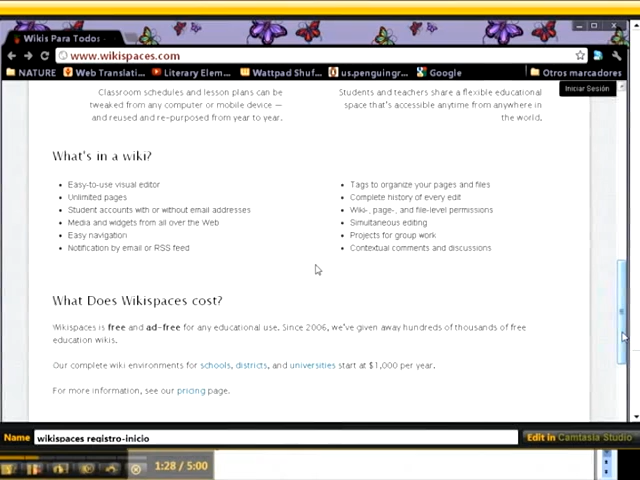 Wikis Para Todos
www.wikispaces.com
NATURE Web Translati... Literary Elem... Wattpad Shuf... us.penguingr... Google Otros marcadores
Iniciar Sesión
Classroom schedules and lesson plans can be
tweaked from any computer or mobile device —
and reused and re-purposed from year to year.
Students and teachers share a flexible educational
space that's accessible anytime from anywhere in
the world.
What's in a wiki?
Easy-to-use visual editor
Unlimited pages
Student accounts with or without email addresses
Media and widgets from all over the Web
Easy navigation
Notification by email or RSS feed
Tags to organize your pages and files
Complete history of every edit
Wiki-, page-, and file-level permissions
Simultaneous editing
Projects for group work
Contextual comments and discussions
What Does Wikispaces cost?
Wikispaces is free and ad-free for any educational use. Since 2006, we've given away hundreds of thousands of free
education wikis.
Our complete wiki environments for schools, districts, and universities start at $1,000 per year.
For more information, see our pricing page.
Name wikispaces registro-inicio Edit in Camtasia Studio
1:28 / 5:00